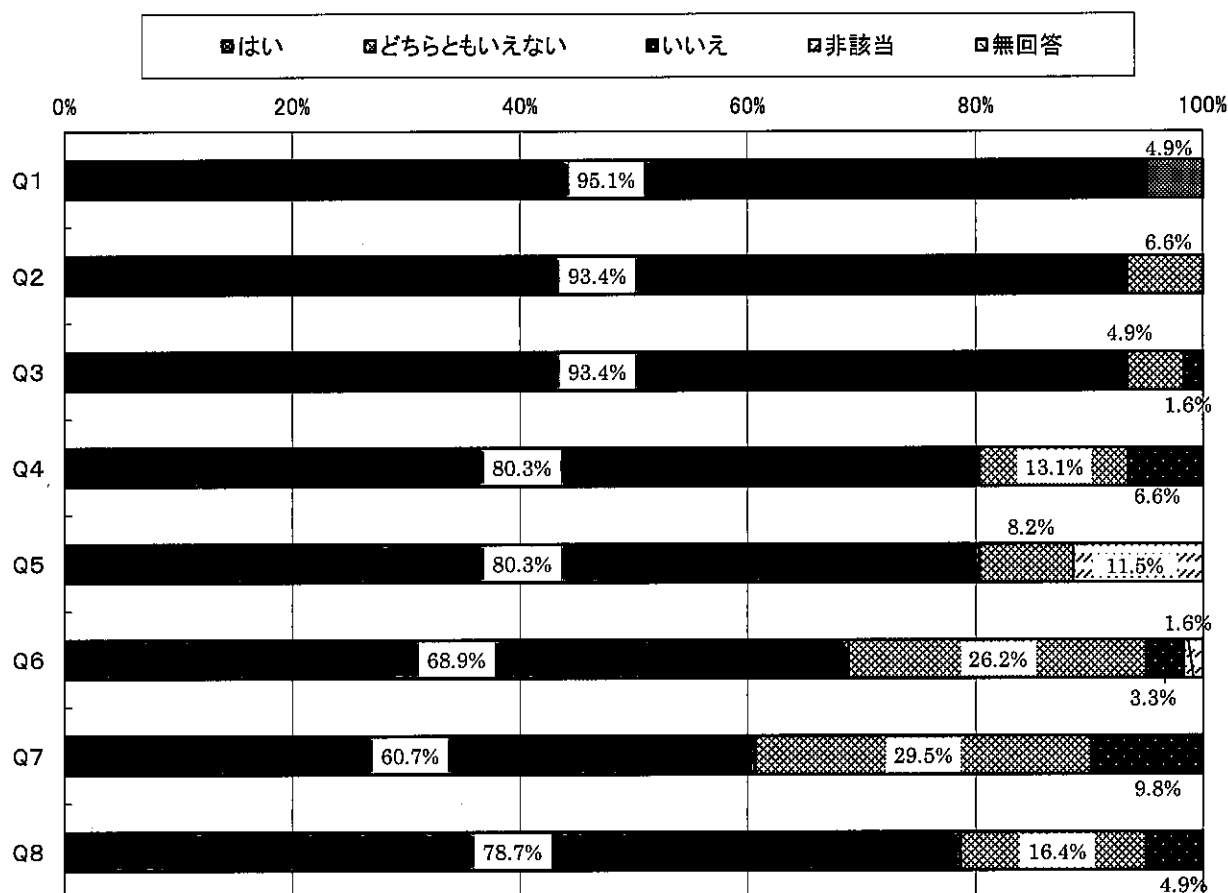 はい どちらともいえない いいえ 非該当 無回答
0% 20% 40% 60% 80% 100%
4.9%
Q1 95.1%
6.6%
Q2 93.4%
4.9%
Q3 93.4%
1.6%
Q4 80.3% 13.1%
6.6%
8.2%
Q5 80.3% 11.5%
1.6%
Q6 68.9% 26.2%
3.3%
Q7 60.7% 29.5%
9.8%
Q8 78.7% 16.4%
4.9%